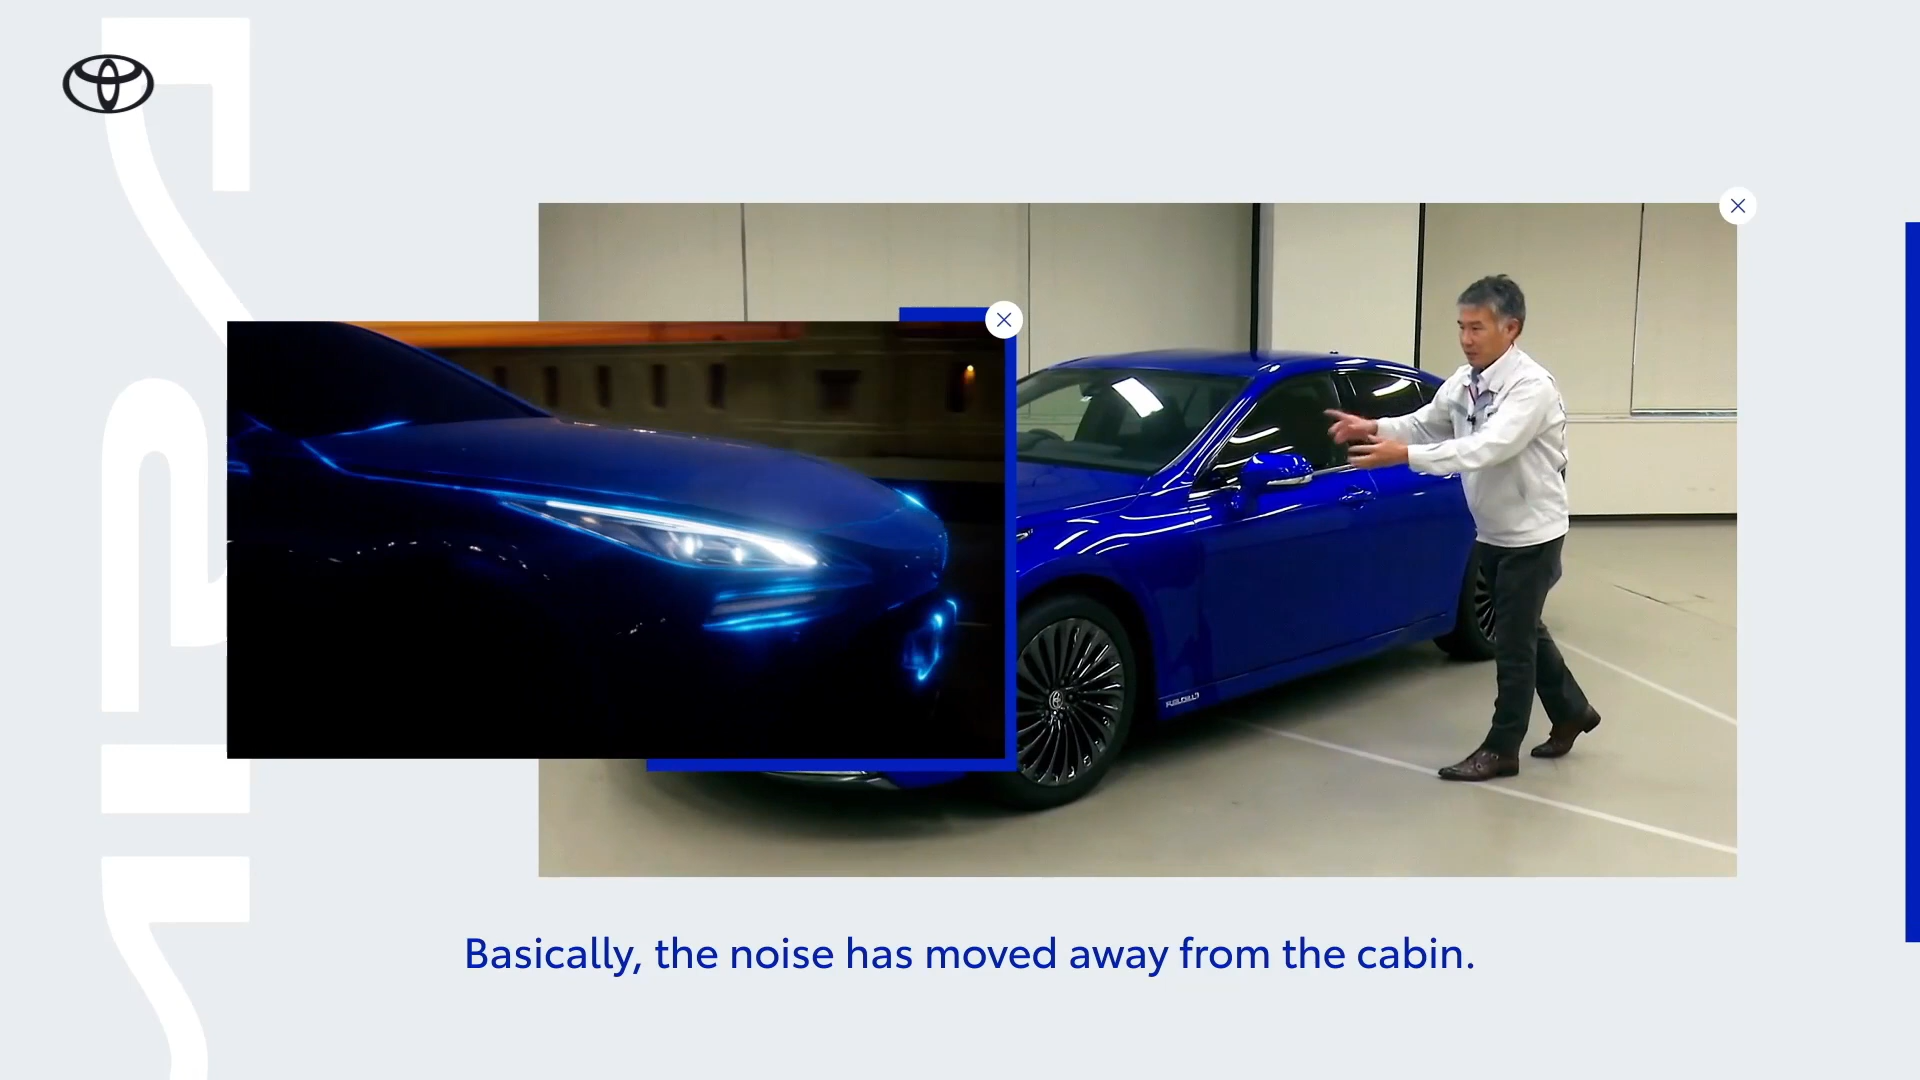 Basically, the noise has moved away from the cabin.